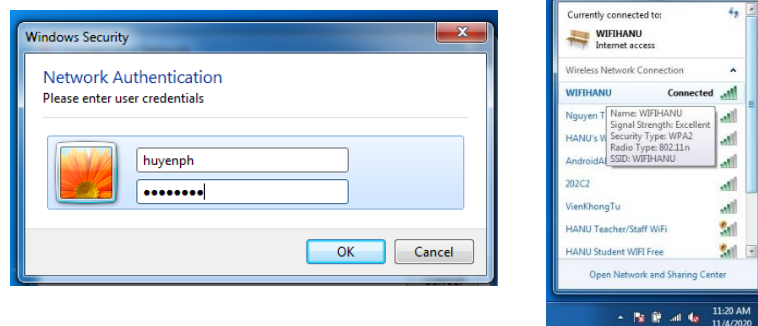 Windows Security
Network Authentication
Please enter user credentials
huyenph
••••••••
OK
Cancel
Currently connected to:
WIFIHANU
Internet access
Wireless Network Connection
WIFIHANU Connected
Nguyen T
Name: WIFIHANU
Signal Strength: Excellent
HANU's W
Security Type: WPA2
Radio Type: 802.11n
AndroidA
SSID: WIFIHANU
202C2
VienKhongTu
HANU Teacher/Staff WiFi
HANU Student WIFI Free
Open Network and Sharing Center
11:20 AM
11/4/2020